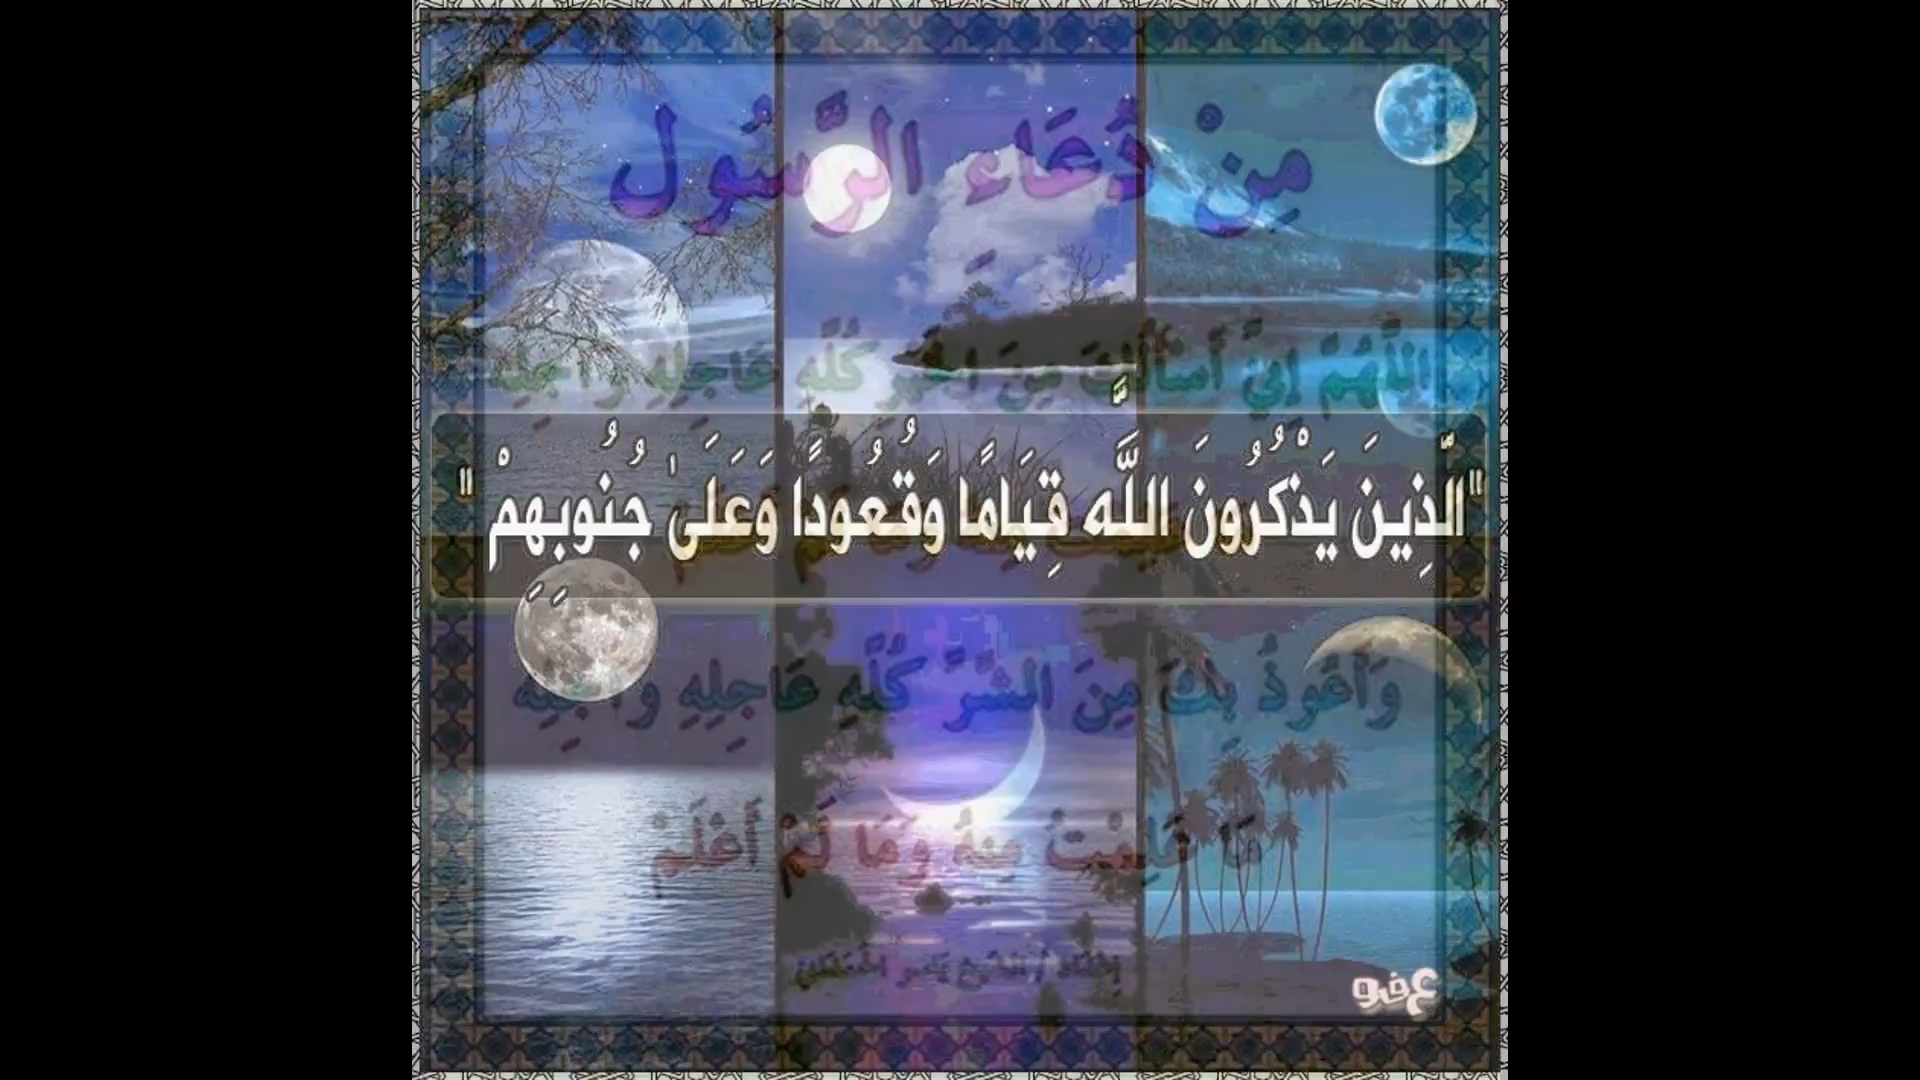 مِنْ دُعَاءِ الرَّسُول
اللَّهُمَّ إِنِّي أَسْأَلُكَ مِنَ الْخَيْرِ كُلِّهِ عَاجِلِهِ وَآجِلِهِ
"الَّذِينَ يَذْكُرُونَ اللَّهَ قِيَامًا وَقُعُودًا وَعَلَىٰ جُنُوبِهِمْ"
وَأَعُوذُ بِكَ مِنَ الشَّرِّ كُلِّهِ عَاجِلِهِ وَآجِلِهِ
مَا عَلِمْتُ مِنْهُ وَمَا لَمْ أَعْلَمْ
عفو